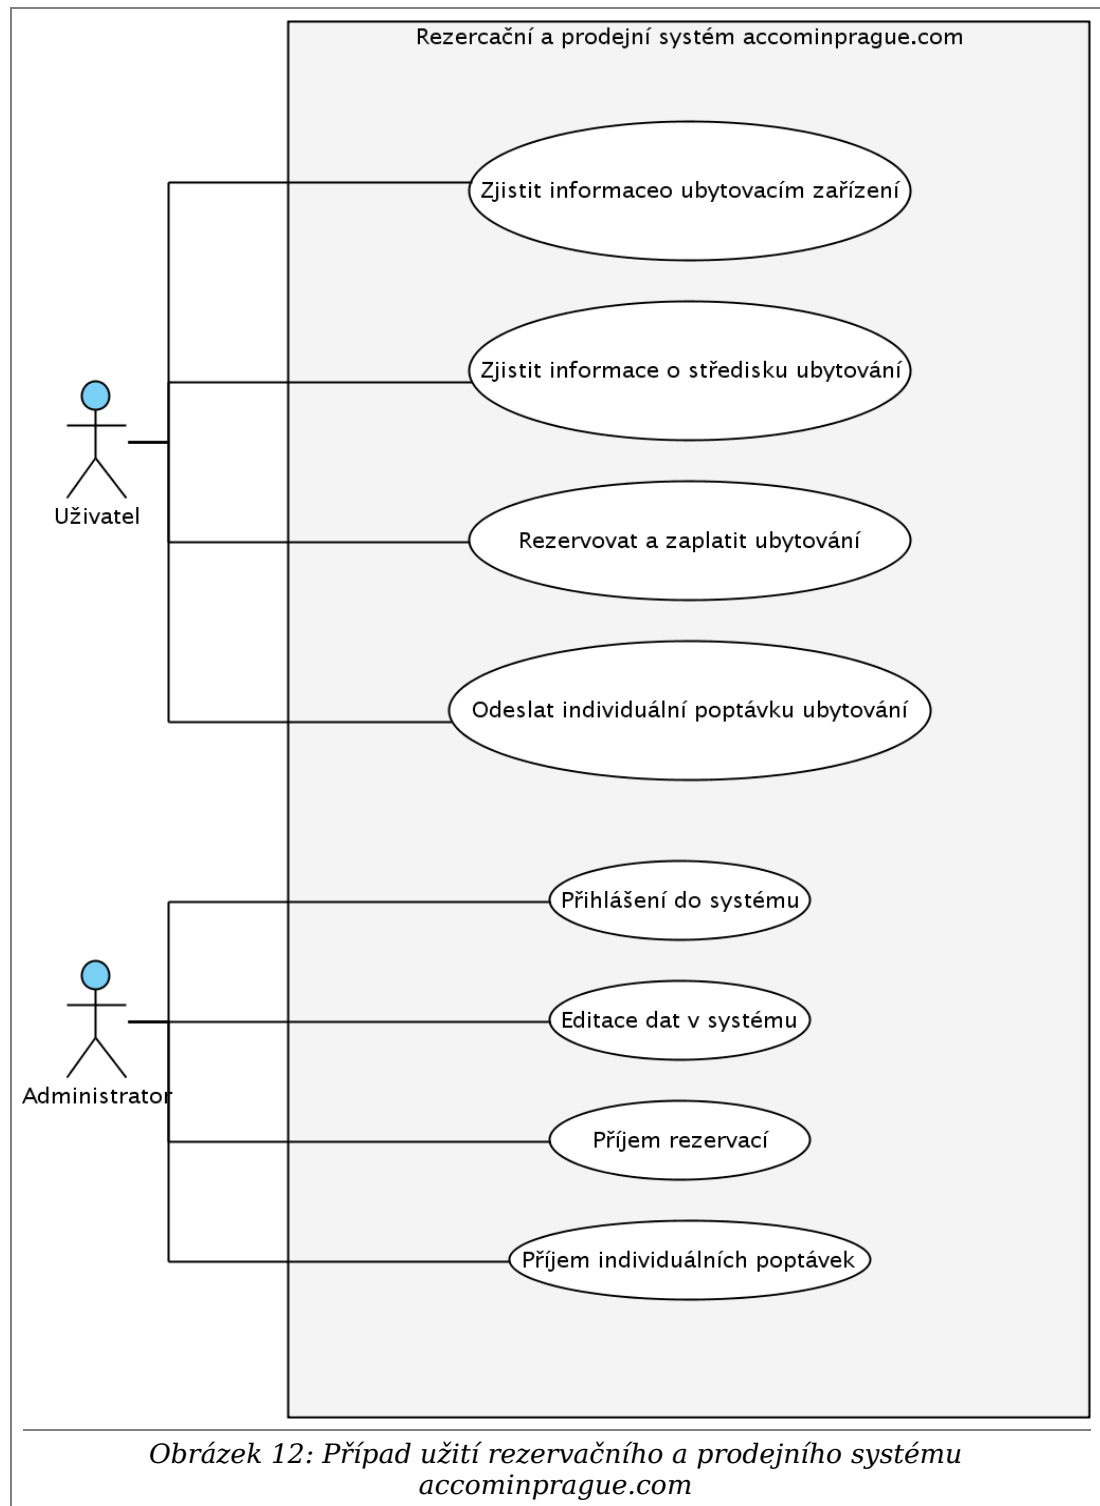 Rezercační a prodejní systém accominprague.com
Zjistit informaceo ubytovacím zařízení
Zjistit informace o středisku ubytování
Uživatel
Rezervovat a zaplatit ubytování
Odeslat individuální poptávku ubytování
Přihlášení do systému
Editace dat v systému
Administrator
Příjem rezervací
Příjem individuálních poptávek
Obrázek 12: Případ užití rezervačního a prodejního systému
accominprague.com